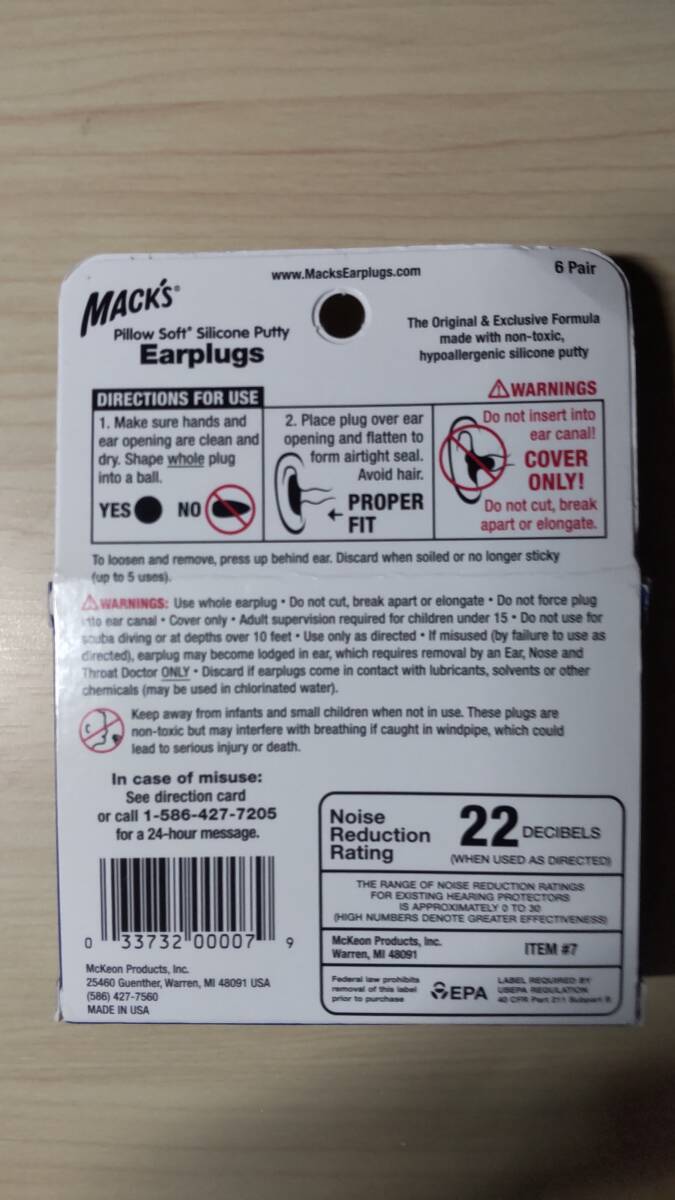 www.MacksEarplugs.com
6 Pair
MACK'S®
Pillow Soft® Silicone Putty
Earplugs
The Original & Exclusive Formula
made with non-toxic,
hypoallergenic silicone putty
DIRECTIONS FOR USE
1. Make sure hands and
ear opening are clean and
dry. Shape whole plug
into a ball.
YES NO
2. Place plug over ear
opening and flatten to
form airtight seal.
Avoid hair.
PROPER
FIT
WARNINGS
Do not insert into
ear canal!
COVER
ONLY!
Do not cut, break
apart or elongate.
To loosen and remove, press up behind ear. Discard when soiled or no longer sticky
(up to 5 uses).
WARNINGS: Use whole earplug • Do not cut, break apart or elongate • Do not force plug
into ear canal • Cover only • Adult supervision required for children under 15 • Do not use for
scuba diving or at depths over 10 feet • Use only as directed • If misused (by failure to use as
directed), earplug may become lodged in ear, which requires removal by an Ear, Nose and
Throat Doctor ONLY • Discard if earplugs come in contact with lubricants, solvents or other
chemicals (may be used in chlorinated water).
Keep away from infants and small children when not in use. These plugs are
non-toxic but may interfere with breathing if caught in windpipe, which could
lead to serious injury or death.
In case of misuse:
See direction card
or call 1-586-427-7205
for a 24-hour message.
0 33732 00007 9
McKeon Products, Inc.
25460 Guenther, Warren, MI 48091 USA
(586) 427-7560
MADE IN USA
Noise
Reduction
Rating
22 DECIBELS
(WHEN USED AS DIRECTED)
THE RANGE OF NOISE REDUCTION RATINGS
FOR EXISTING HEARING PROTECTORS
IS APPROXIMATELY 0 TO 30
(HIGH NUMBERS DENOTE GREATER EFFECTIVENESS)
McKeon Products, Inc.
Warren, MI 48091
ITEM #7
Federal law prohibits
removal of this label
prior to purchase
EPA
LABEL REQUIRED BY
USEPA REGULATION
40 CFR Part 211 Subpart B